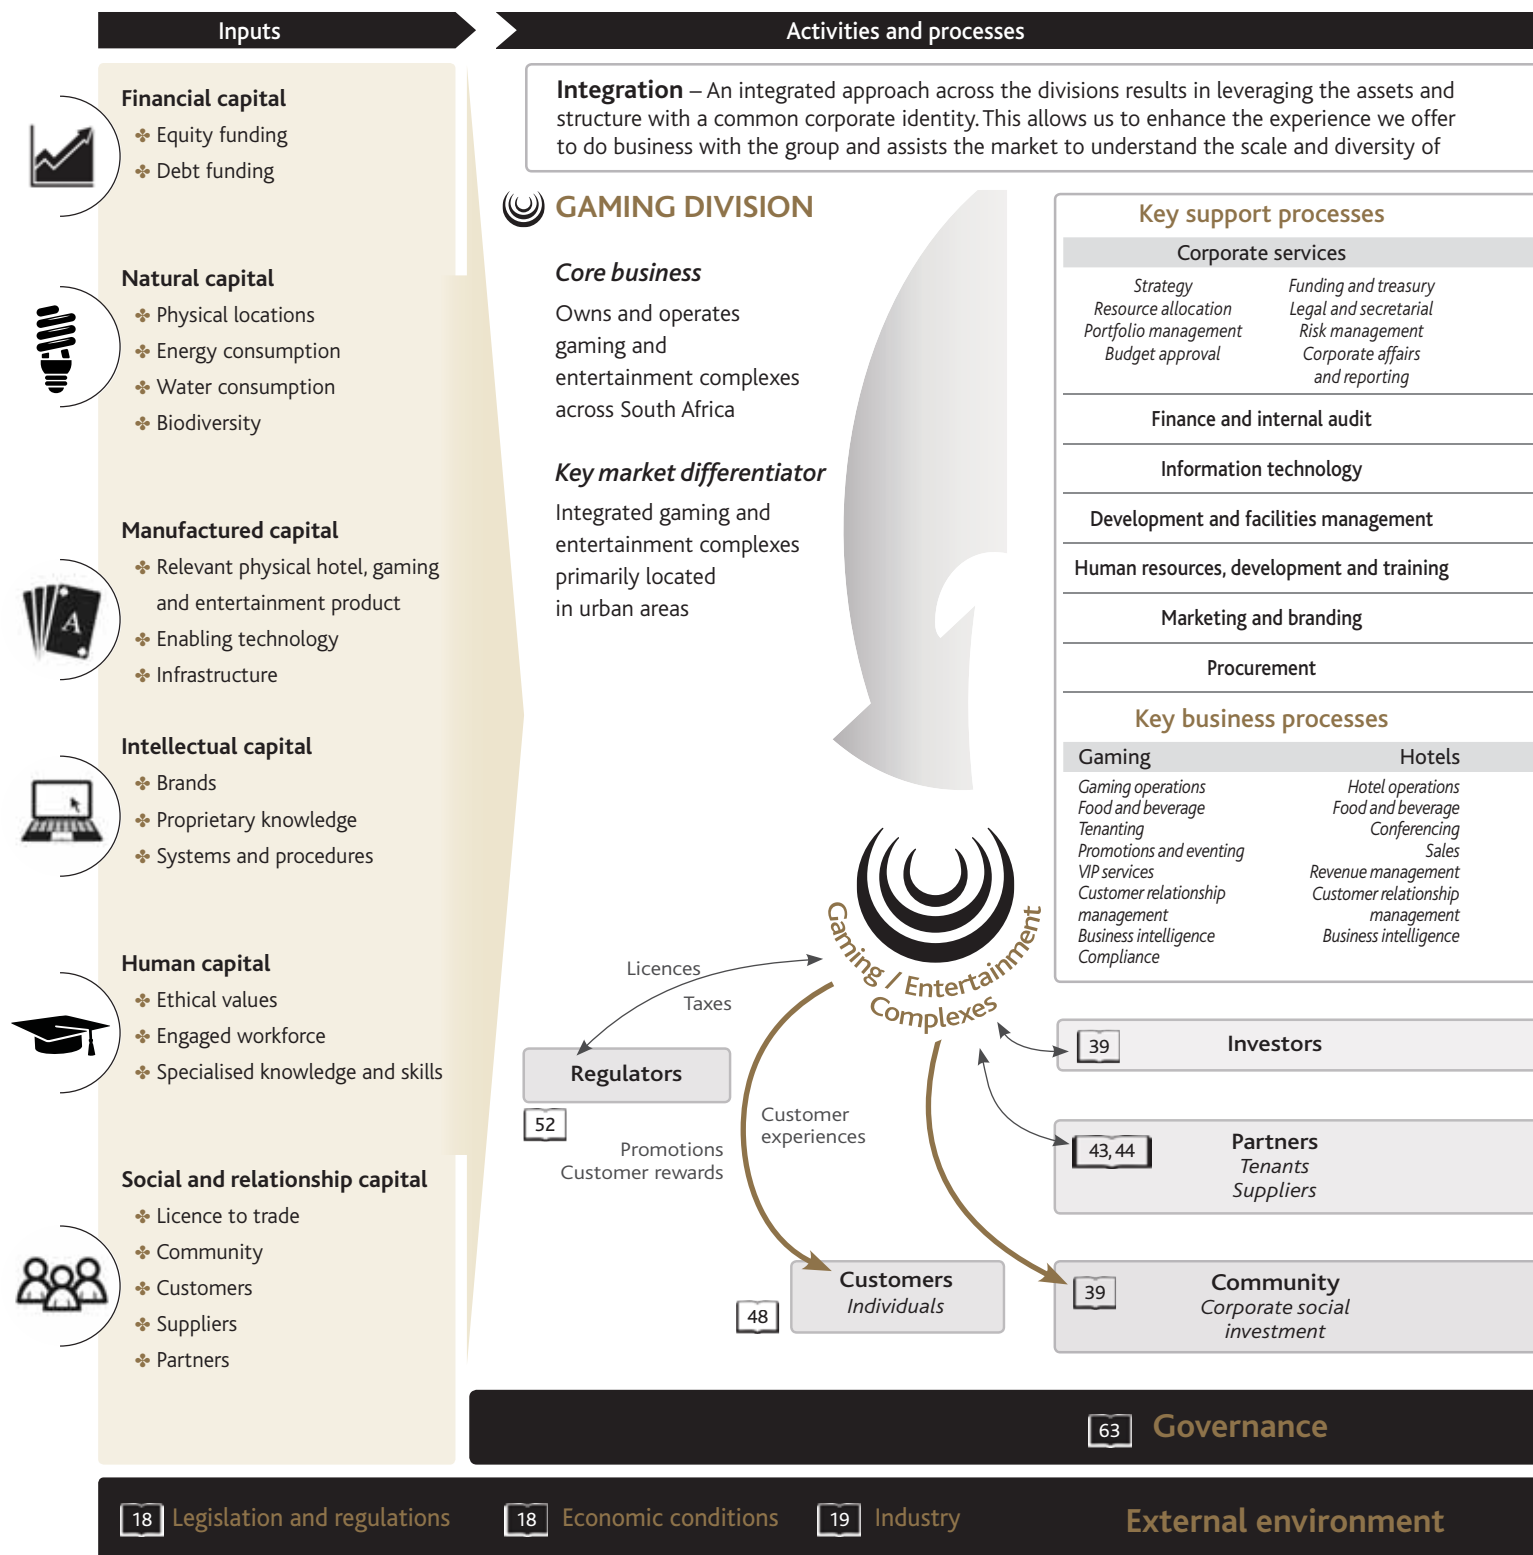 Inputs
Activities and processes
Financial capital
Equity funding
Debt funding
Natural capital
Physical locations
Energy consumption
Water consumption
Biodiversity
Manufactured capital
Relevant physical hotel, gaming
and entertainment product
Enabling technology
Infrastructure
A
Intellectual capital
Brands
Proprietary knowledge
Systems and procedures
Human capital
Ethical values
Engaged workforce
Specialised knowledge and skills
Social and relationship capital
Licence to trade
Community
Customers
Suppliers
Partners
Integration – An integrated approach across the divisions results in leveraging the assets and
structure with a common corporate identity. This allows us to enhance the experience we offer
to do business with the group and assists the market to understand the scale and diversity of
GAMING DIVISION
Core business
Owns and operates
gaming and
entertainment complexes
across South Africa
Key market differentiator
Integrated gaming and
entertainment complexes
primarily located
in urban areas
Key support processes
Corporate services
Strategy
Resource allocation
Portfolio management
Budget approval
Funding and treasury
Legal and secretarial
Risk management
Corporate affairs
and reporting
Finance and internal audit
Information technology
Development and facilities management
Human resources, development and training
Marketing and branding
Procurement
Key business processes
Gaming
Gaming operations
Food and beverage
Tenanting
Promotions and eventing
VIP services
Customer relationship
management
Business intelligence
Compliance
Hotels
Hotel operations
Food and beverage
Conferencing
Sales
Revenue management
Customer relationship
management
Business intelligence
Gaming / Entertainment
Complexes
Licences
Taxes
Regulators
52
Promotions
Customer rewards
Customer
experiences
39
Investors
43, 44
Partners
Tenants
Suppliers
Customers
Individuals
48
39
Community
Corporate social
investment
63
Governance
18
Legislation and regulations
18
Economic conditions
19
Industry
External environment